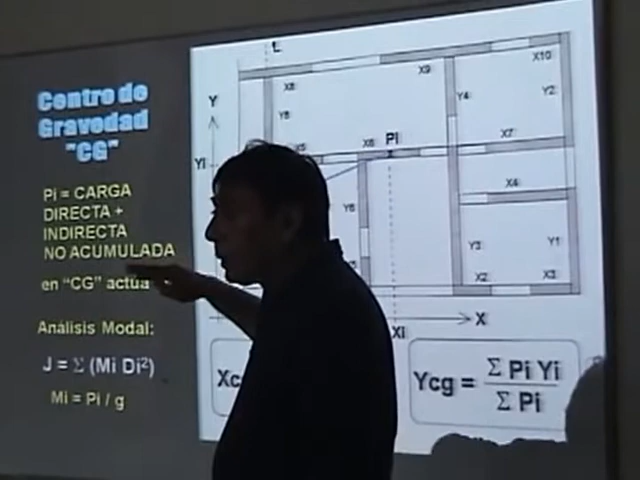 Centro de
Gravedad
"CG"
Pi = CARGA
DIRECTA +
INDIRECTA
NO ACUMULADA
en "CG" actua
Análisis Modal:
J = Σ (Mi Di²)
Mi = Pi / g
Y
YI
X8
X9
X10
Y8
Y4
Y2
X5
X6
PI
X7
Y6
X4
Y3
Y1
X2
X3
X
XI
Xc
Ycg = Σ Pi Yi
Σ Pi